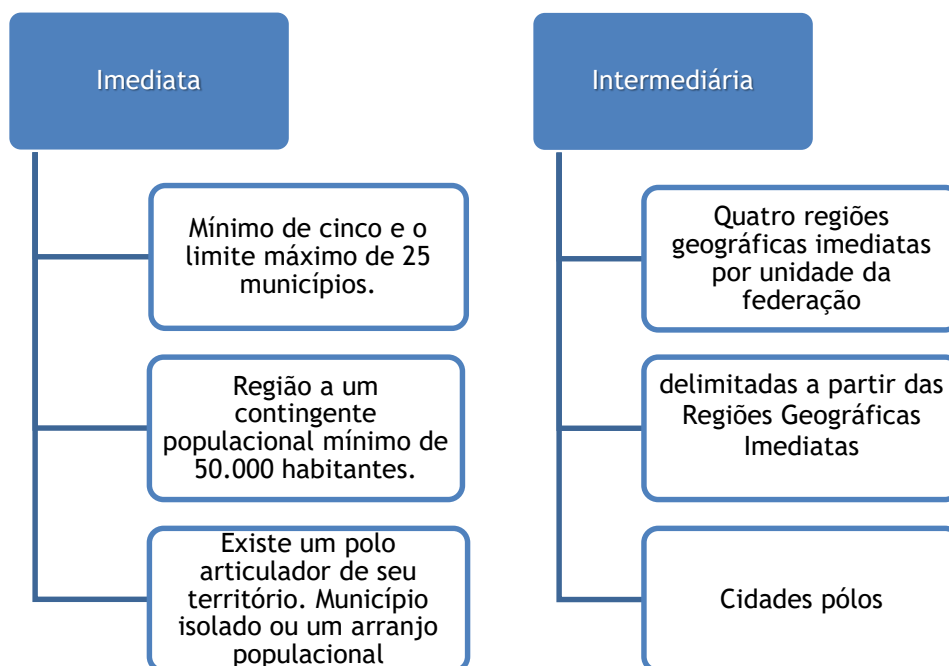 Imediata
Mínimo de cinco e o
limite máximo de 25
municípios.
Região a um
contingente
populacional mínimo de
50.000 habitantes.
Existe um polo
articulador de seu
território. Município
isolado ou um arranjo
populacional
Intermediária
Quatro regiões
geográficas imediatas
por unidade da
federação
delimitadas a partir das
Regiões Geográficas
Imediatas
Cidades pólos